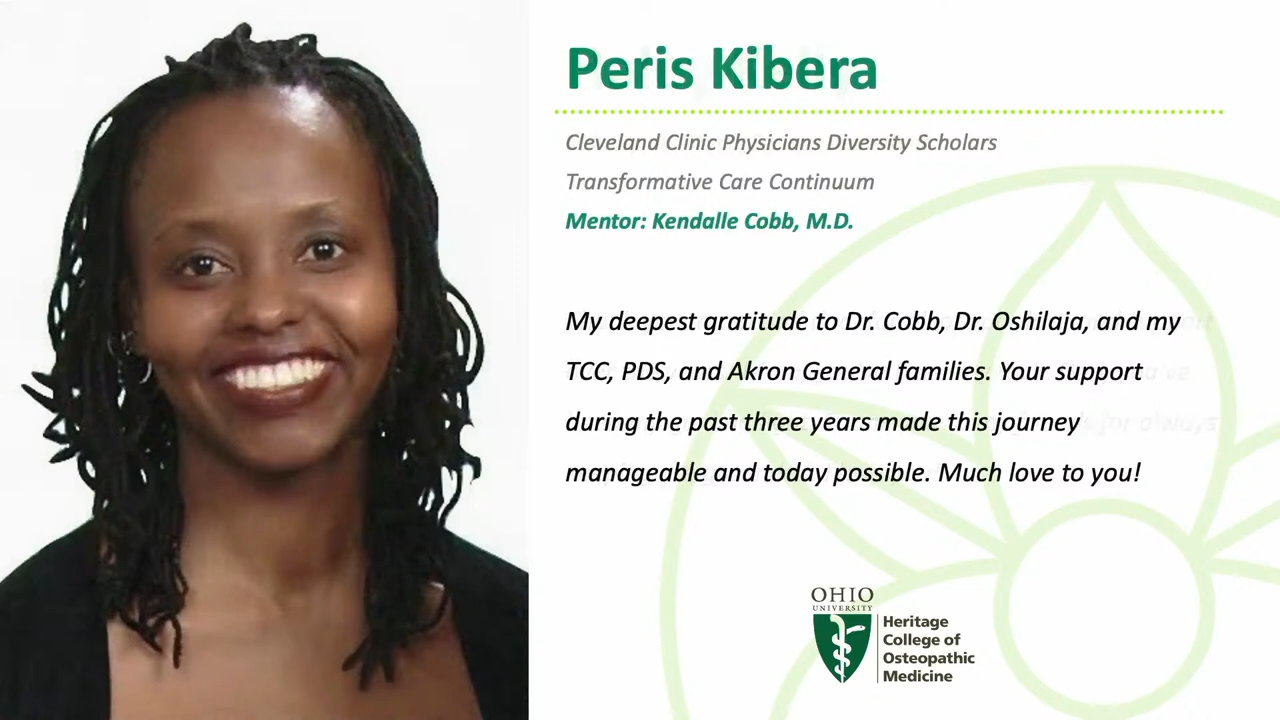 Peris Kibera
Cleveland Clinic Physicians Diversity Scholars
Transformative Care Continuum
Mentor: Kendalle Cobb, M.D.
My deepest gratitude to Dr. Cobb, Dr. Oshilaja, and my
TCC, PDS, and Akron General families. Your support
during the past three years made this journey
manageable and today possible. Much love to you!
OHIO
UNIVERSITY
Heritage
College of
Osteopathic
Medicine